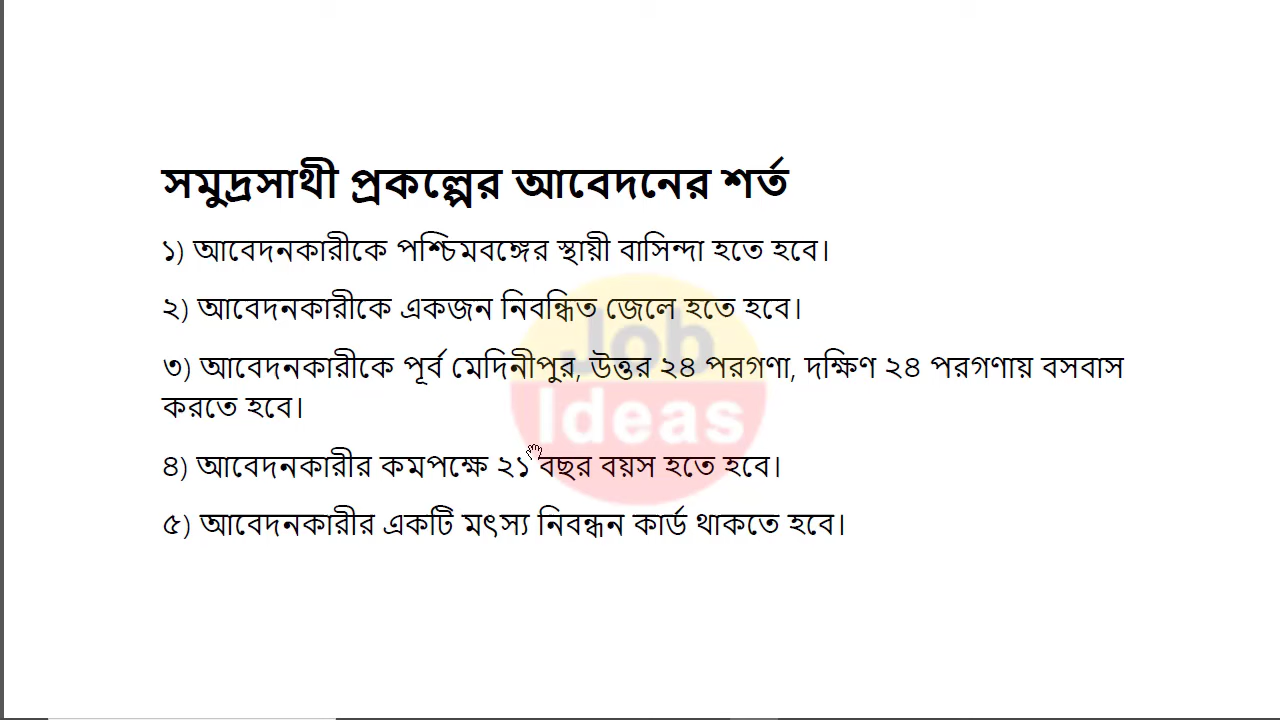 সমুদ্রসাথী প্রকল্পের আবেদনের শর্ত
১) আবেদনকারীকে পশ্চিমবঙ্গের স্থায়ী বাসিন্দা হতে হবে।
২) আবেদনকারীকে একজন নিবন্ধিত জেলে হতে হবে।
৩) আবেদনকারীকে পূর্ব মেদিনীপুর, উত্তর ২৪ পরগণা, দক্ষিণ ২৪ পরগণায় বসবাস
করতে হবে।
৪) আবেদনকারীর কমপক্ষে ২১ বছর বয়স হতে হবে।
৫) আবেদনকারীর একটি মৎস্য নিবন্ধন কার্ড থাকতে হবে।
Job
Ideas